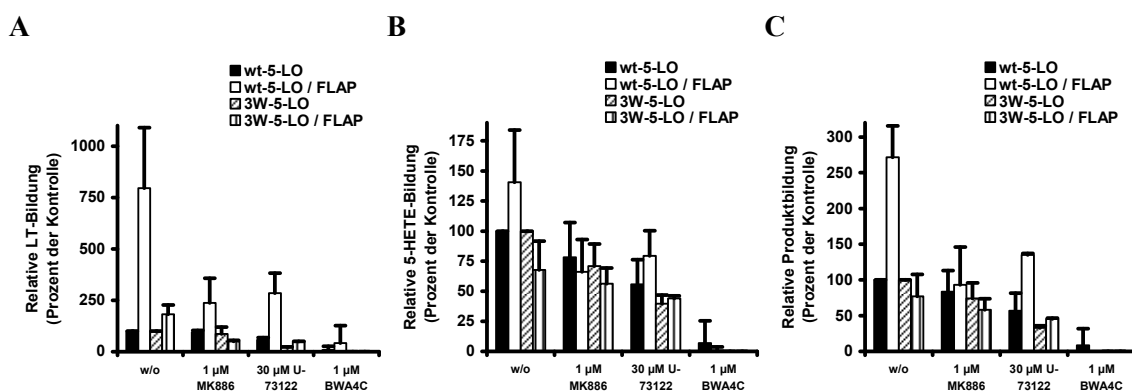 A
wt-5-LO
wt-5-LO / FLAP
3W-5-LO
3W-5-LO / FLAP
Relative LT-Bildung
(Prozent der Kontrolle)
1000
750
500
250
0
w/o
1 µM
MK886
30 µM U-
73122
1 µM
BWA4C
B
wt-5-LO
wt-5-LO / FLAP
3W-5-LO
3W-5-LO / FLAP
Relative 5-HETE-Bildung
(Prozent der Kontrolle)
175
150
125
100
75
50
25
0
w/o
1 µM
MK886
30 µM U-
73122
1 µM
BWA4C
C
wt-5-LO
wt-5-LO / FLAP
3W-5-LO
3W-5-LO / FLAP
Relative Produktbildung
(Prozent der Kontrolle)
300
250
200
150
100
50
0
w/o
1 µM
MK886
30 µM U-
73122
1 µM
BWA4C